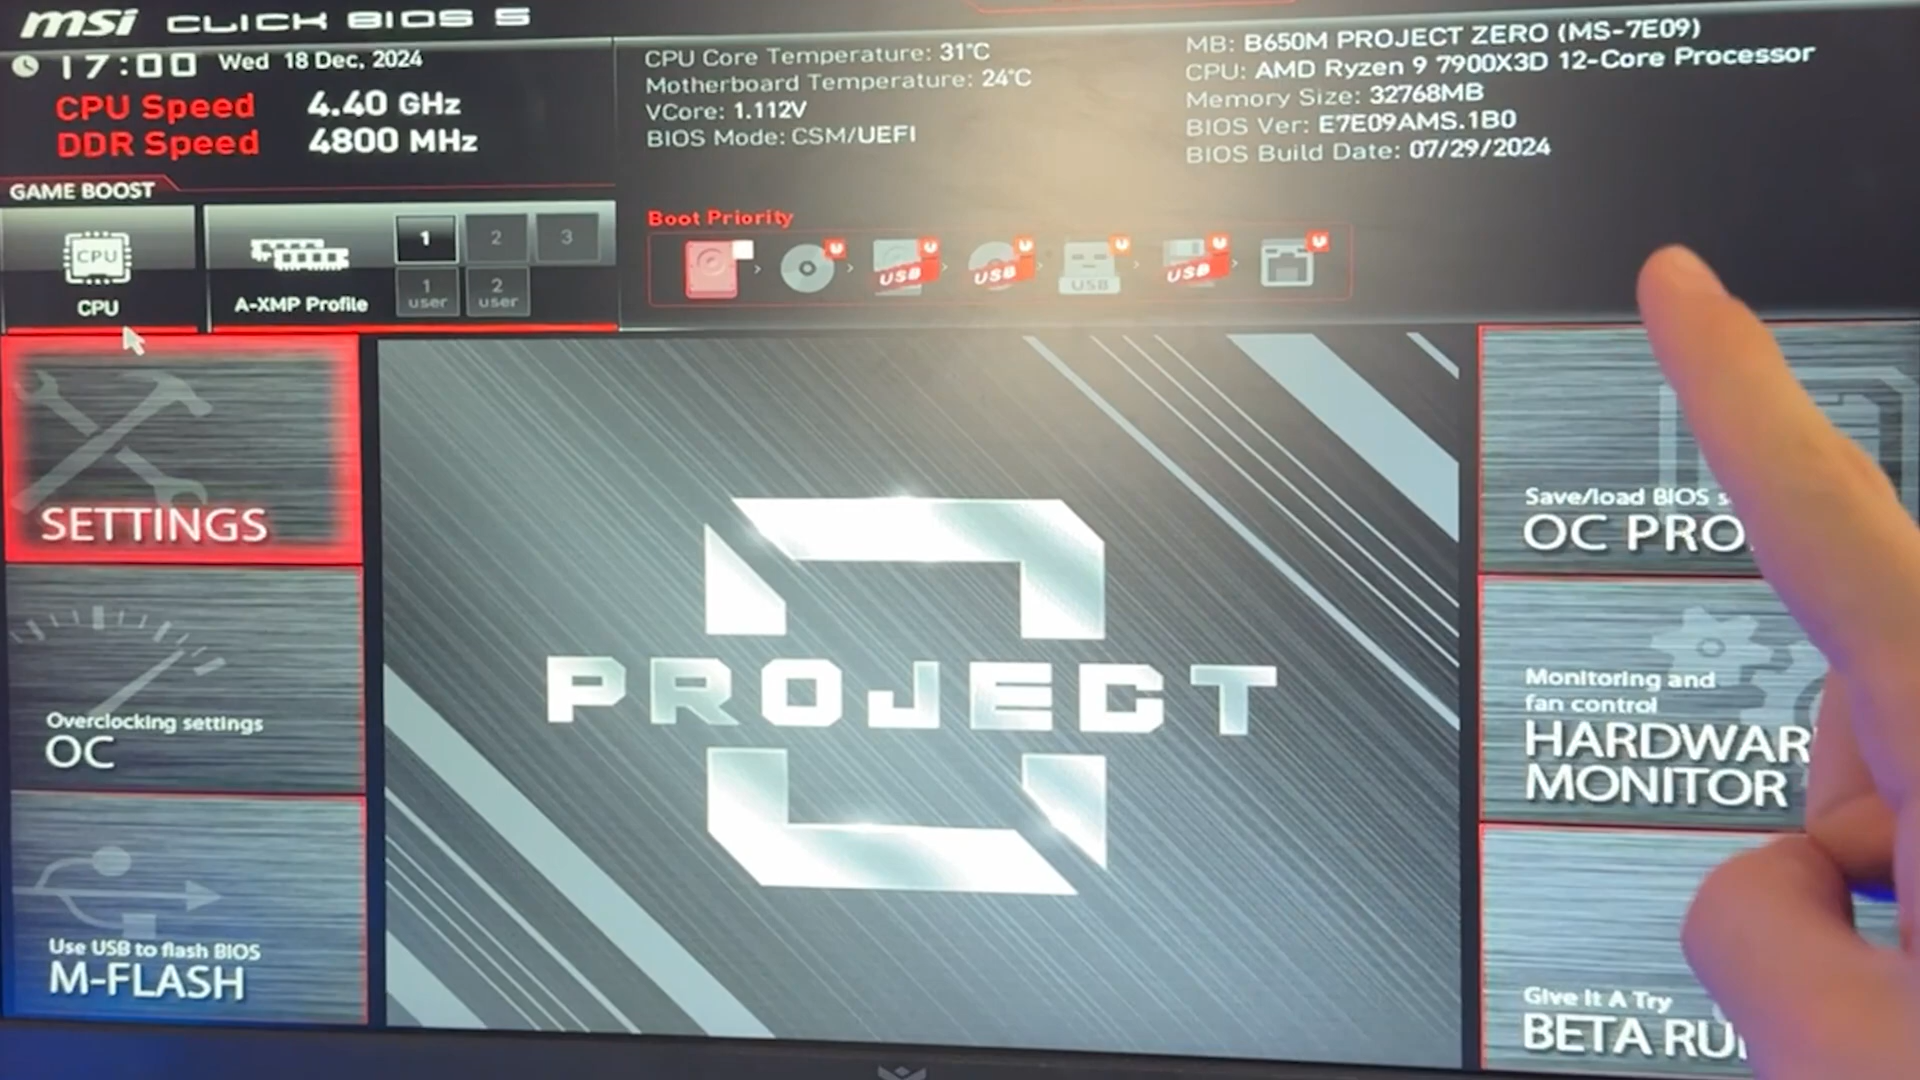 msi CLICK BIOS 5
17:00 Wed 18 Dec, 2024
CPU Speed 4.40 GHz
DDR Speed 4800 MHz
CPU Core Temperature: 31°C
Motherboard Temperature: 24°C
VCore: 1.112V
BIOS Mode: CSM/UEFI
MB: B650M PROJECT ZERO (MS-7E09)
CPU: AMD Ryzen 9 7900X3D 12-Core Processor
Memory Size: 32768MB
BIOS Ver: E7E09AMS.1B0
BIOS Build Date: 07/29/2024
GAME BOOST
CPU
CPU
A-XMP Profile
1 2 3
1 user
2 user
Boot Priority
U U U U U U
USB USB USB USB
SETTINGS
Overclocking settings
OC
Use USB to flash BIOS
M-FLASH
PROJECT
Save/load BIOS s
OC PRO
Monitoring and
fan control
HARDWAR
MONITOR
Give It A Try
BETA RU